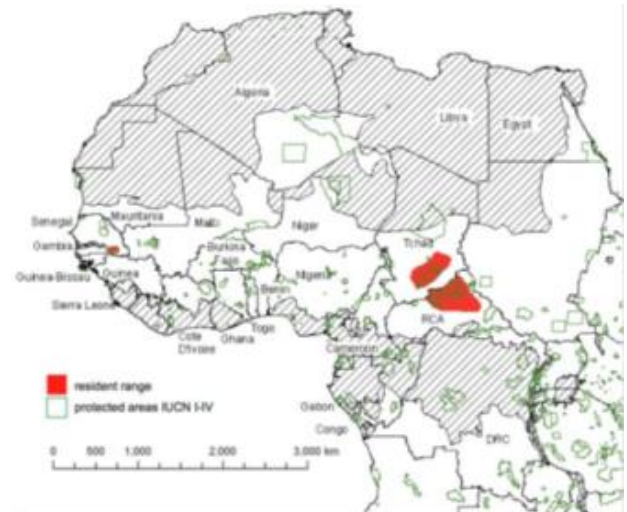 Algeria
Libya
Egypt
Mauritania
Senegal
Niger
Tchad
Gambia
Burkina
Faso
Guinea-Bissau
Guinea
Nigeria
Benin
Sierra Leone
RCA
Togo
Cote
D'Ivoire
Ghana
Cameroon
resident range
protected areas IUCN I-IV
Gabon
Congo
DRC
0 500 1.000 2.000 3.000 km